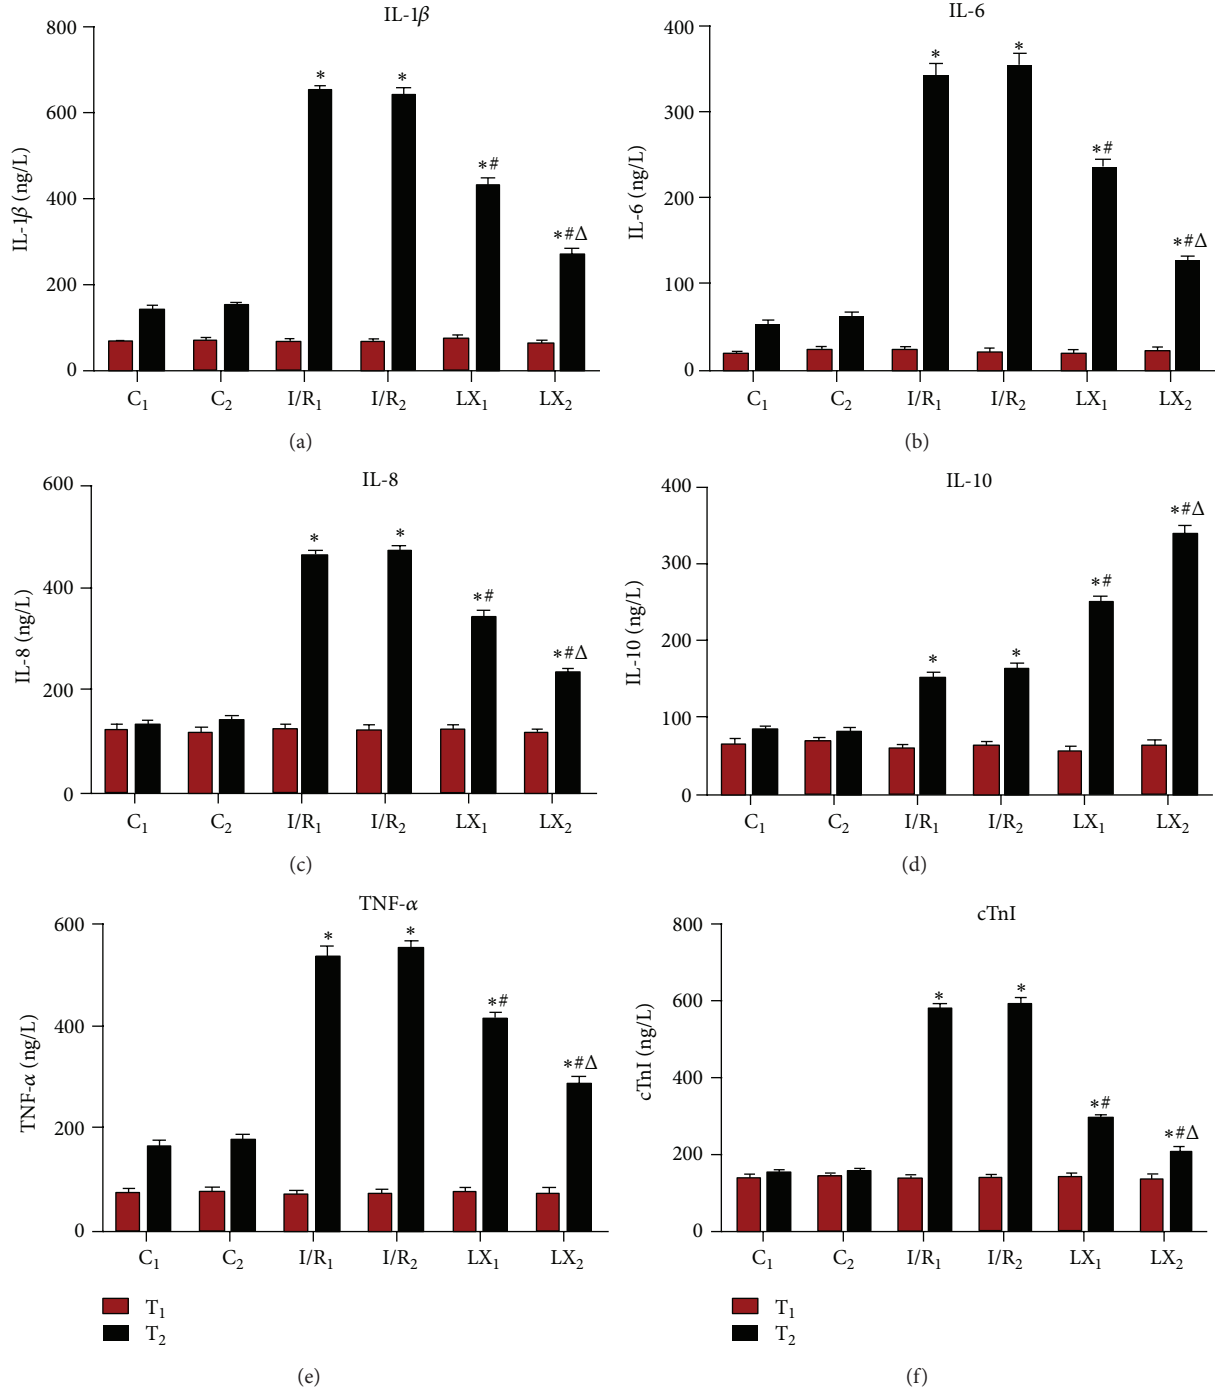 IL-1β
800
600
400
200
0
IL-1β (ng/L)
* * *# *#Δ
C₁ C₂ I/R₁ I/R₂ LX₁ LX₂
(a)
IL-6
400
300
200
100
0
IL-6 (ng/L)
* * *# *#Δ
C₁ C₂ I/R₁ I/R₂ LX₁ LX₂
(b)
IL-8
600
400
200
0
IL-8 (ng/L)
* * *# *#Δ
C₁ C₂ I/R₁ I/R₂ LX₁ LX₂
(c)
IL-10
400
300
200
100
0
IL-10 (ng/L)
* * *# *#Δ
C₁ C₂ I/R₁ I/R₂ LX₁ LX₂
(d)
TNF-α
600
400
200
0
TNF-α (ng/L)
* * *# *#Δ
C₁ C₂ I/R₁ I/R₂ LX₁ LX₂
T₁
T₂
(e)
cTnI
800
600
400
200
0
cTnI (ng/L)
* * *# *#Δ
C₁ C₂ I/R₁ I/R₂ LX₁ LX₂
(f)